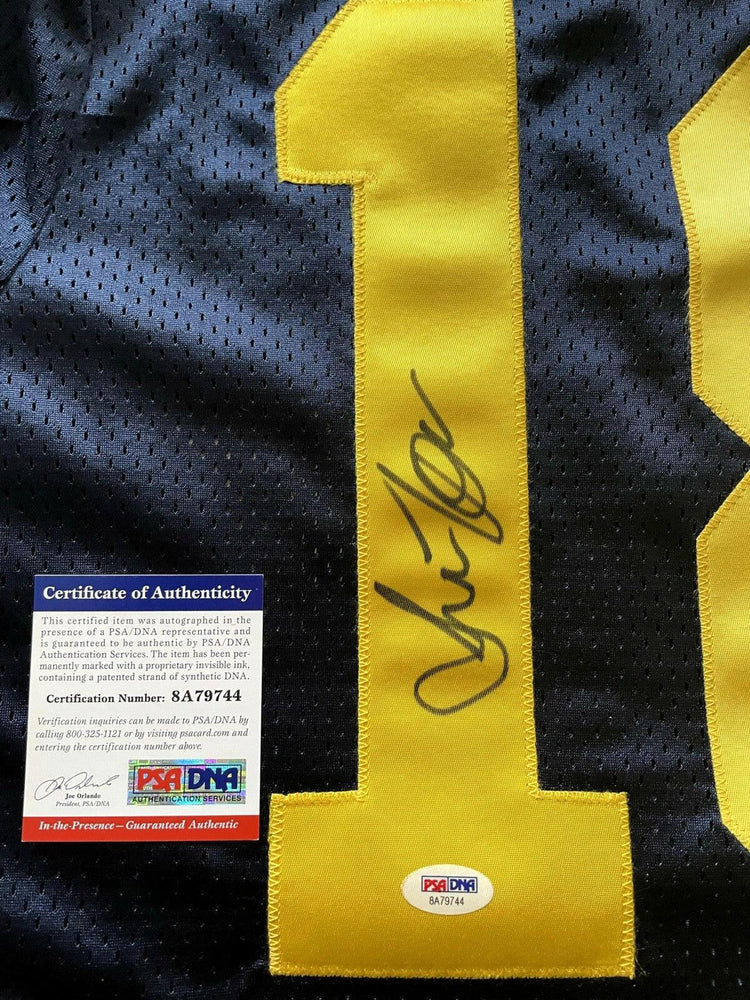 1
Certificate of Authenticity
This certified item was autographed in the
presence of a PSA/DNA representative and
is guaranteed to be authentic by PSA/DNA
Authentication Services. The item has been per-
manently marked with a proprietary invisible ink,
containing a patented strand of synthetic DNA.
Certification Number: 8A79744
Verification inquiries can be made to PSA/DNA by
calling 800-325-1121 or by visiting psacard.com and
entering the certification number above.
Joe Orlando
President, PSA/DNA
PSA DNA
AUTHENTICATION SERVICES
In-the-Presence—Guaranteed Authentic
PSA DNA
8A79744